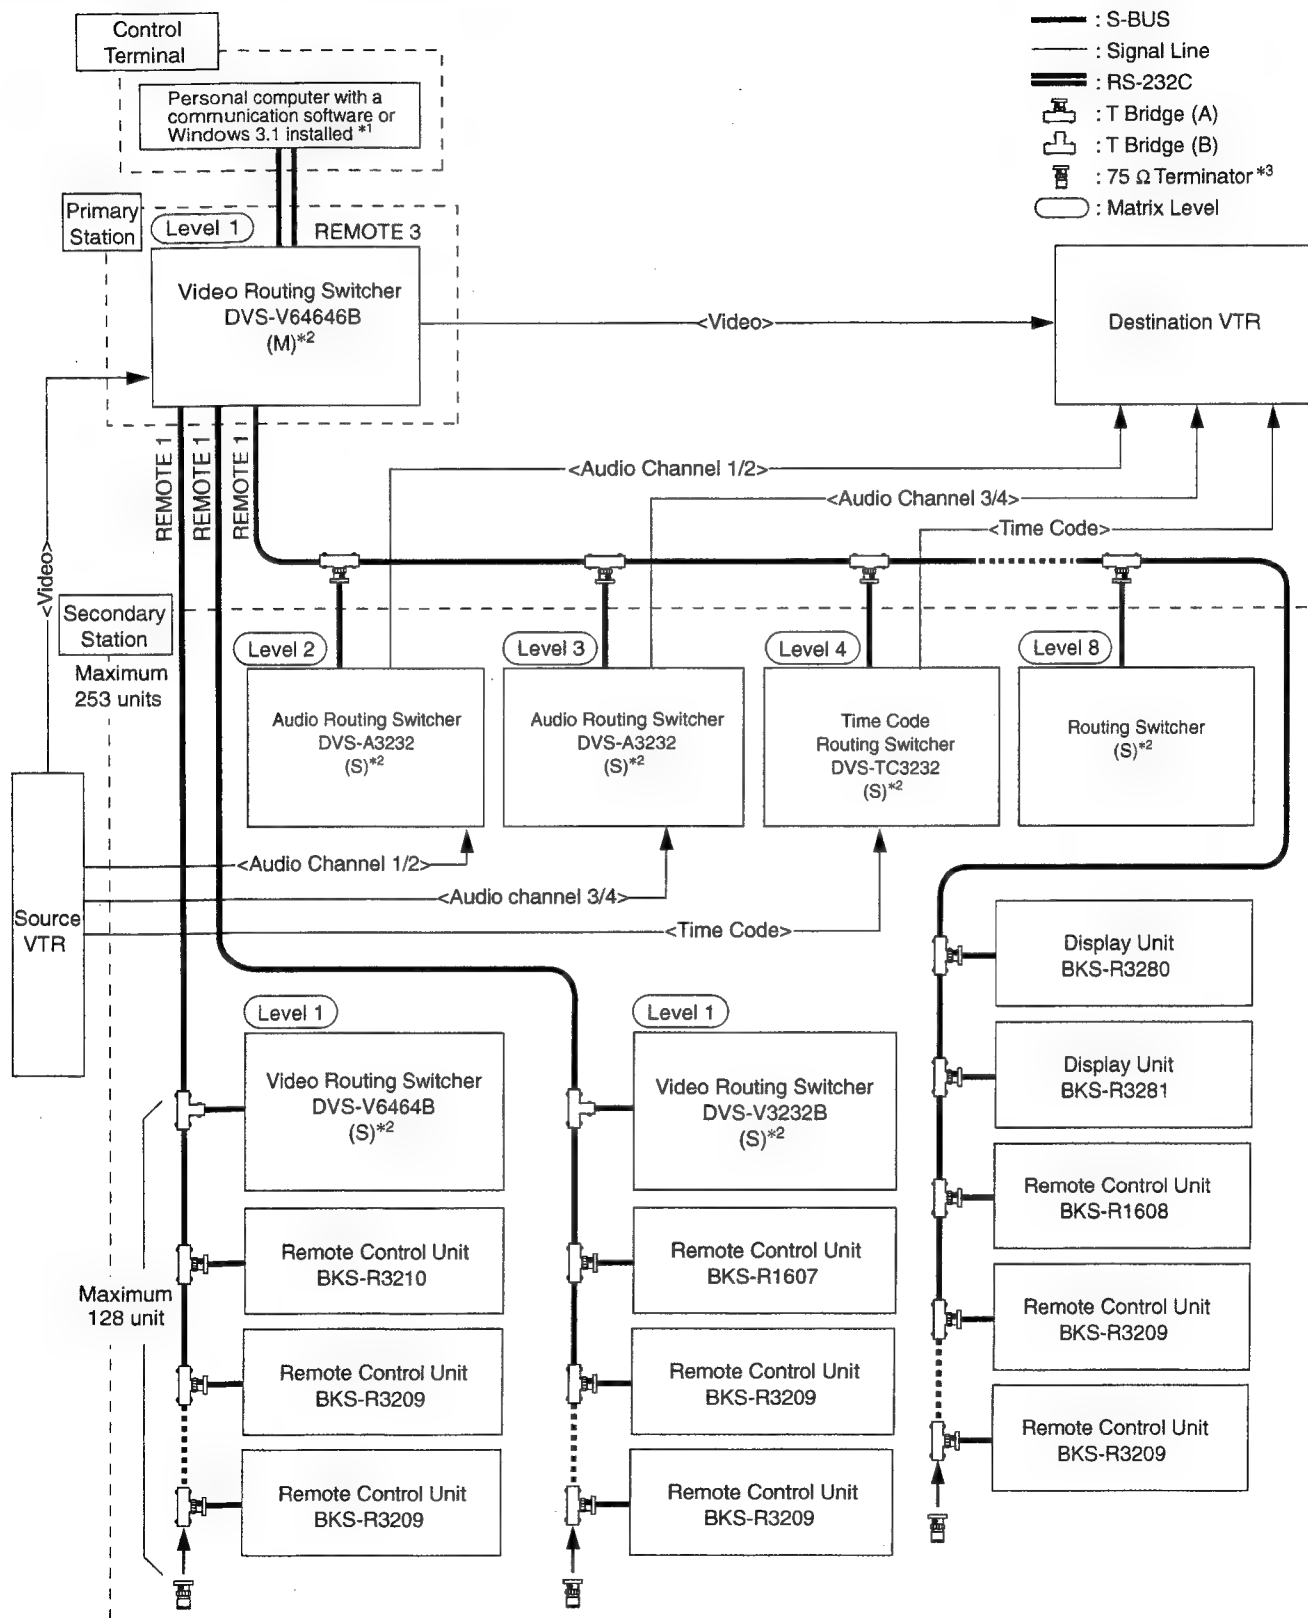 Control
Terminal
Personal computer with a
communication software or
Windows 3.1 installed *1
: S-BUS
: Signal Line
: RS-232C
: T Bridge (A)
: T Bridge (B)
: 75 Ω Terminator *3
: Matrix Level
Primary
Station
Level 1
REMOTE 3
Video Routing Switcher
DVS-V64646B
(M)*2
<Video>
Destination VTR
REMOTE 1
REMOTE 1
REMOTE 1
<Audio Channel 1/2>
<Audio Channel 3/4>
<Time Code>
<Video>
Secondary
Station
Maximum
253 units
Level 2
Level 3
Level 4
Level 8
Audio Routing Switcher
DVS-A3232
(S)*2
Audio Routing Switcher
DVS-A3232
(S)*2
Time Code
Routing Switcher
DVS-TC3232
(S)*2
Routing Switcher
(S)*2
Source
VTR
<Audio Channel 1/2>
<Audio channel 3/4>
<Time Code>
Level 1
Video Routing Switcher
DVS-V6464B
(S)*2
Remote Control Unit
BKS-R3210
Remote Control Unit
BKS-R3209
Remote Control Unit
BKS-R3209
Maximum
128 unit
Level 1
Video Routing Switcher
DVS-V3232B
(S)*2
Remote Control Unit
BKS-R1607
Remote Control Unit
BKS-R3209
Remote Control Unit
BKS-R3209
Display Unit
BKS-R3280
Display Unit
BKS-R3281
Remote Control Unit
BKS-R1608
Remote Control Unit
BKS-R3209
Remote Control Unit
BKS-R3209